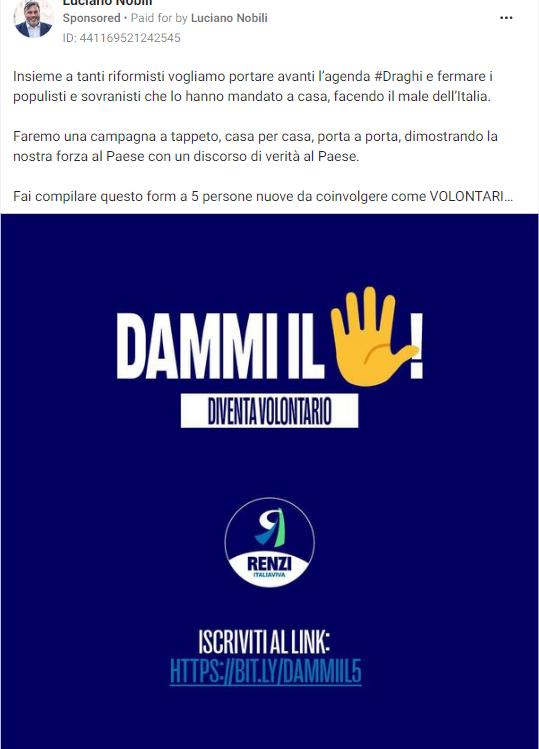 Luciano Nobili
Sponsored • Paid for by Luciano Nobili
ID: 441169521242545
Insieme a tanti riformisti vogliamo portare avanti l'agenda #Draghi e fermare i
populisti e sovranisti che lo hanno mandato a casa, facendo il male dell'Italia.
Faremo una campagna a tappeto, casa per casa, porta a porta, dimostrando la
nostra forza al Paese con un discorso di verità al Paese.
Fai compilare questo form a 5 persone nuove da coinvolgere come VOLONTARI...
DAMMI IL 🖐!
DIVENTA VOLONTARIO
RENZI
ITALIAVIVA
ISCRIVITI AL LINK:
HTTPS://BIT.LY/DAMMIIL5